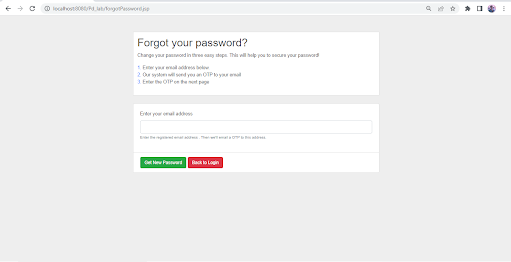 localhost:8080/Fd_lab/forgotPassword.jsp
Forgot your password?
Change your password in three easy steps. This will help you to secure your password!
1. Enter your email address below.
2. Our system will send you an OTP to your email
3. Enter the OTP on the next page
Enter your email address
Enter the registered email address . Then we'll email a OTP to this address.
Get New Password Back to Login